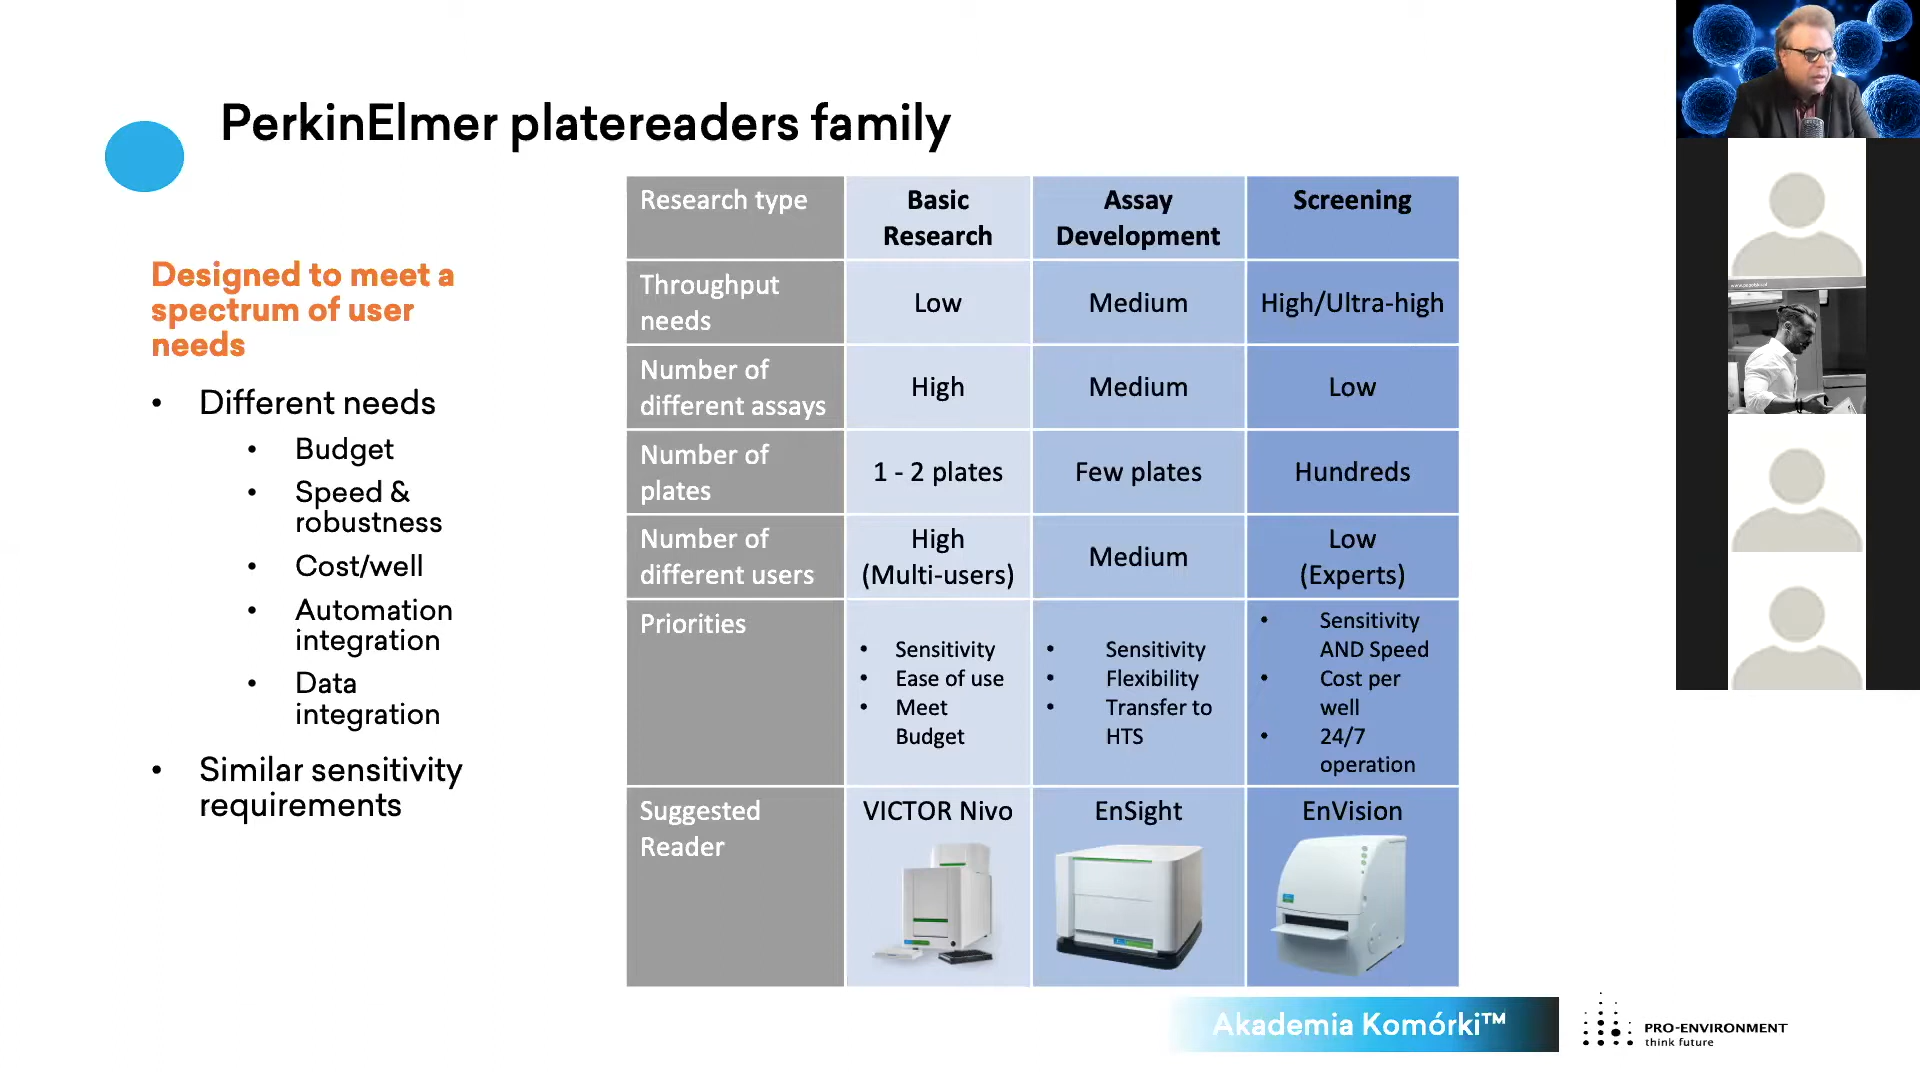 PerkinElmer platereaders family
Designed to meet a
spectrum of user
needs
• Different needs
• Budget
• Speed &
robustness
• Cost/well
• Automation
integration
• Data
integration
• Similar sensitivity
requirements
Research type
Basic
Research
Assay
Development
Screening
Throughput
needs
Low
Medium
High/Ultra-high
Number of
different assays
High
Medium
Low
Number of
plates
1 - 2 plates
Few plates
Hundreds
Number of
different users
High
(Multi-users)
Medium
Low
(Experts)
Priorities
• Sensitivity
• Ease of use
• Meet
Budget
• Sensitivity
• Flexibility
• Transfer to
HTS
• Sensitivity
AND Speed
• Cost per
well
• 24/7
operation
Suggested
Reader
VICTOR Nivo
EnSight
EnVision
Akademia Komórki™
PRO-ENVIRONMENT
think future